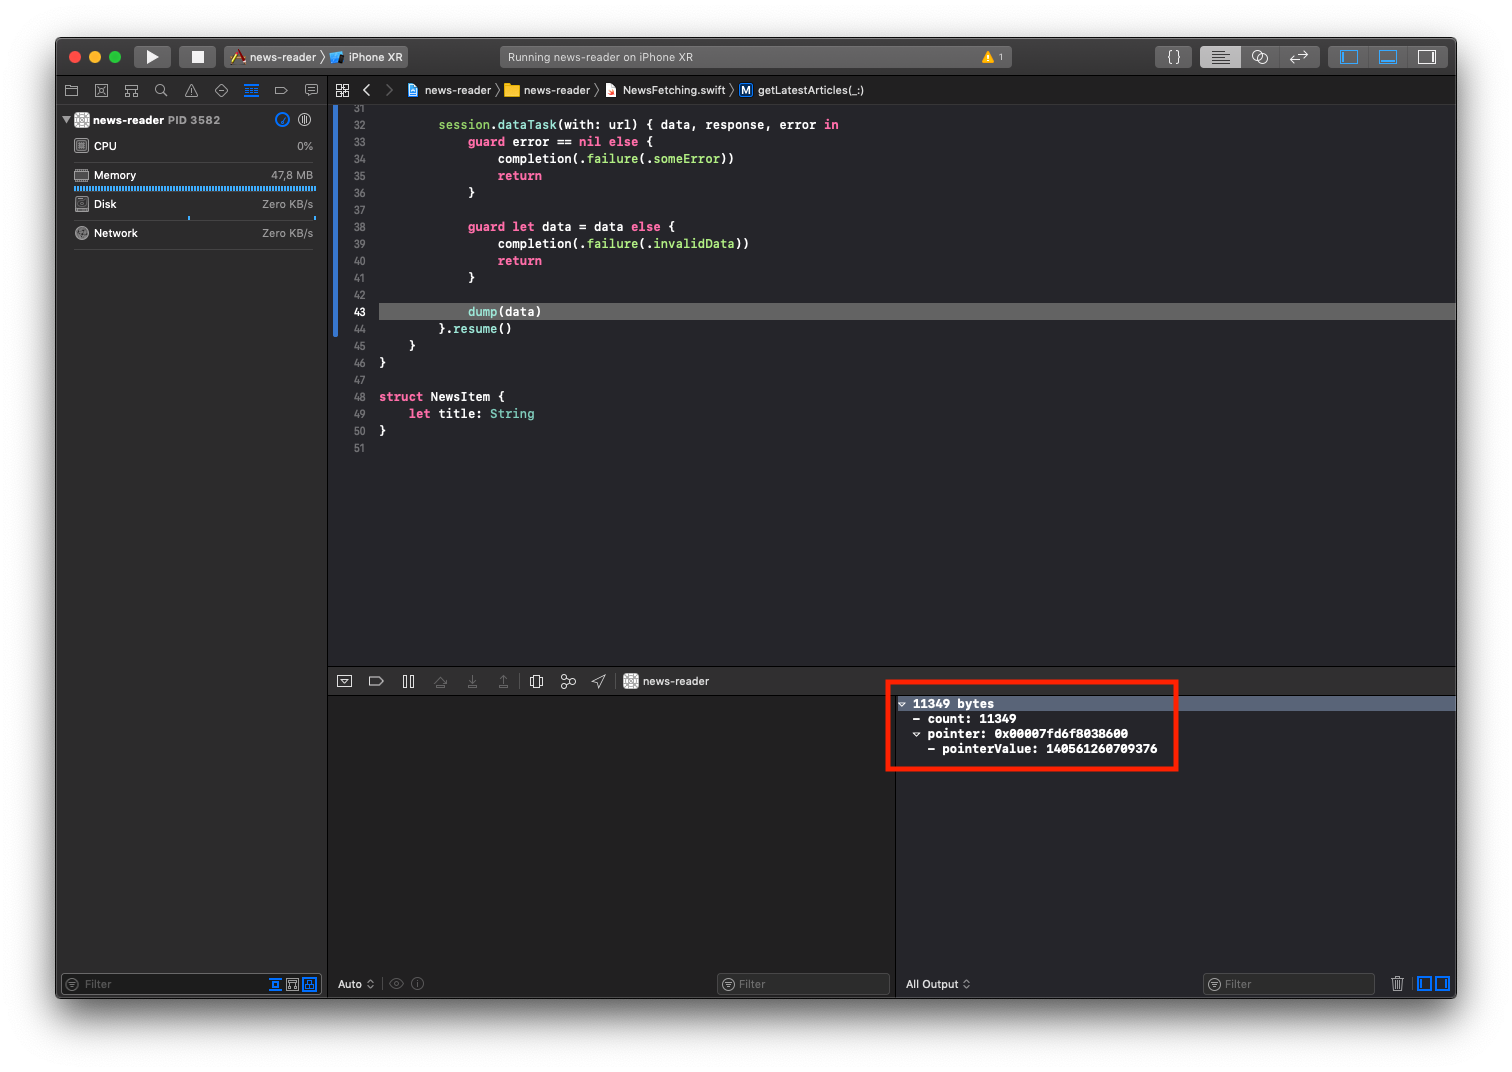 news-reader 〉 iPhone XR
Running news-reader on iPhone XR
1
{ }
news-reader 〉 news-reader 〉 NewsFetching.swift 〉 M getLatestArticles(_:)
news-reader PID 3582
CPU 0%
Memory 47,8 MB
Disk Zero KB/s
Network Zero KB/s
31
32 session.dataTask(with: url) { data, response, error in
33 guard error == nil else {
34 completion(.failure(.someError))
35 return
36 }
37
38 guard let data = data else {
39 completion(.failure(.invalidData))
40 return
41 }
42
43 dump(data)
44 }.resume()
45 }
46 }
47
48 struct NewsItem {
49 let title: String
50 }
51
news-reader
11349 bytes
- count: 11349
pointer: 0x00007fd6f8038600
- pointerValue: 140561260709376
Filter
Auto
Filter
All Output
Filter